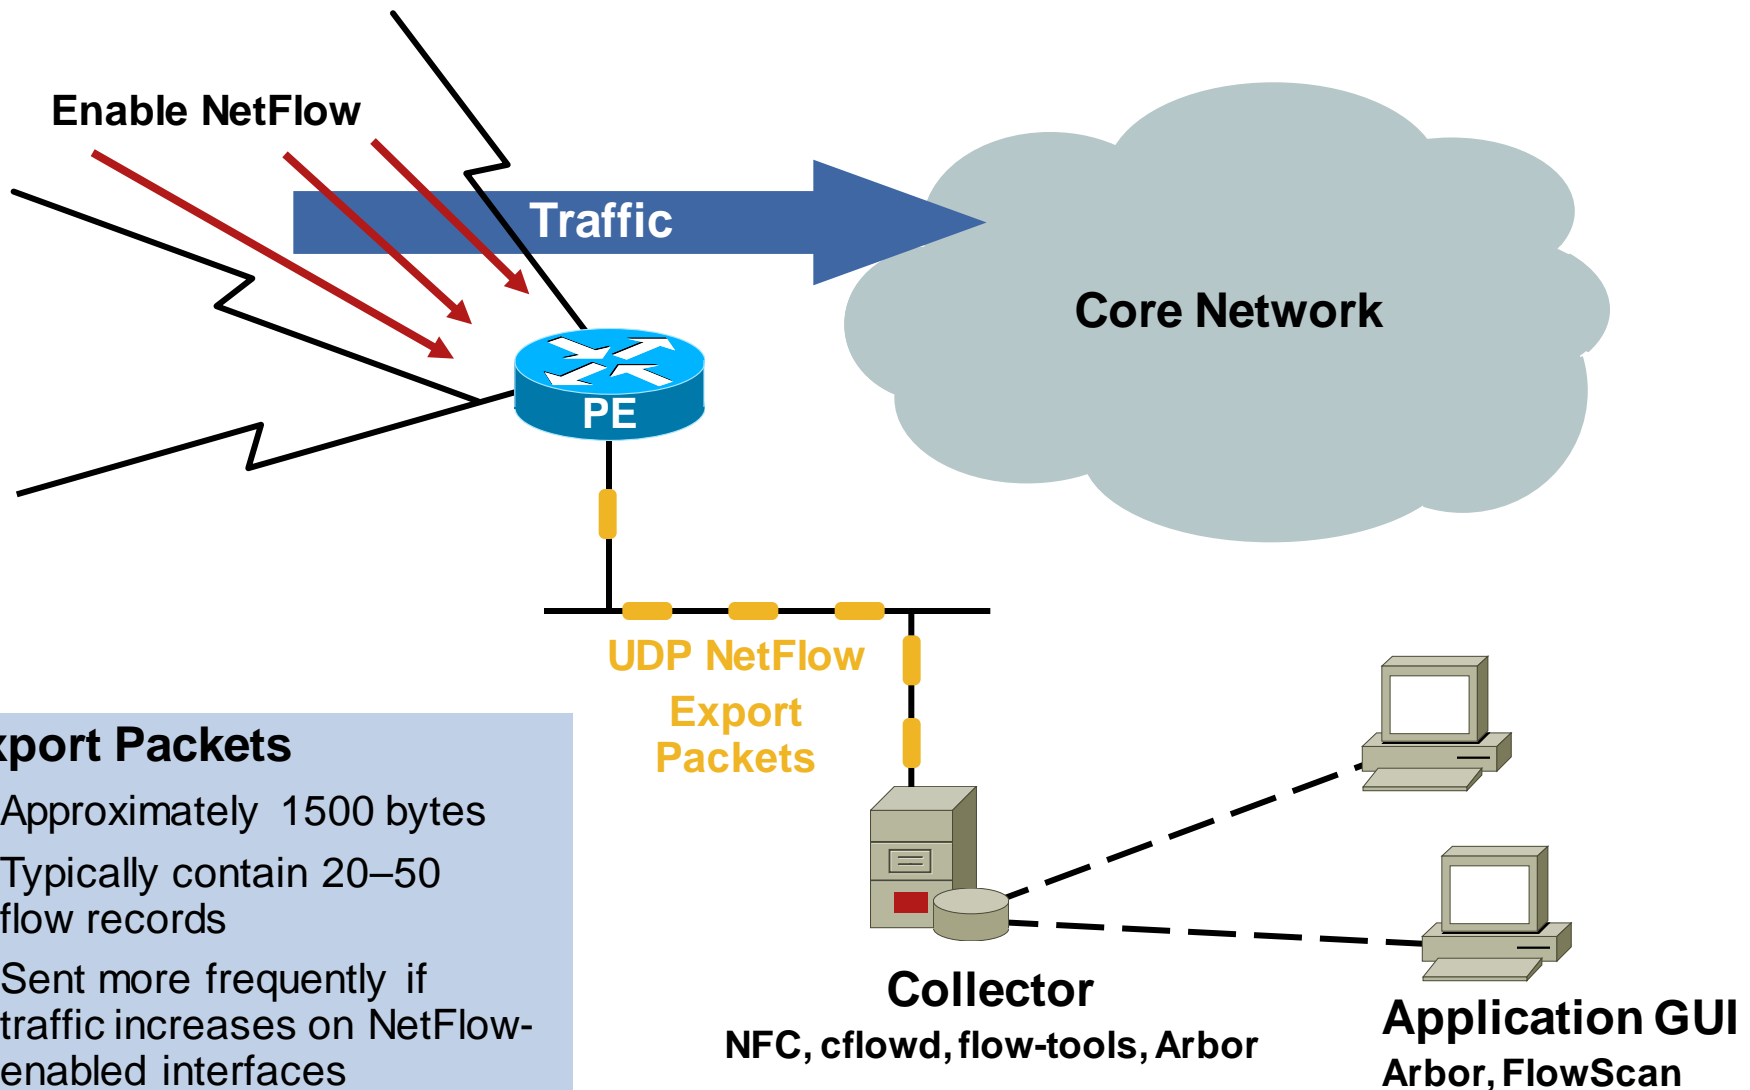 Enable NetFlow
Traffic
Core Network
PE
UDP NetFlow
Export
Packets
xport Packets
Approximately 1500 bytes
Typically contain 20–50
flow records
Sent more frequently if
traffic increases on NetFlow-
enabled interfaces
Collector
NFC, cflowd, flow-tools, Arbor
Application GUI
Arbor, FlowScan